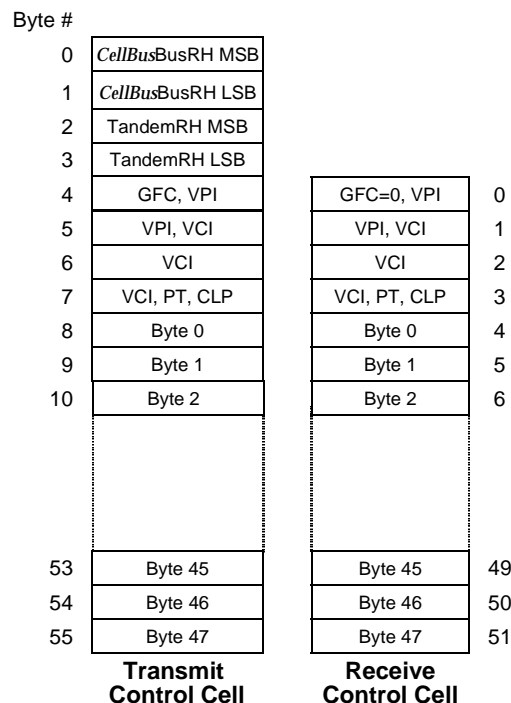 Byte #
0 CellBusBusRH MSB
1 CellBusBusRH LSB
2 TandemRH MSB
3 TandemRH LSB
4 GFC, VPI GFC=0, VPI 0
5 VPI, VCI VPI, VCI 1
6 VCI VCI 2
7 VCI, PT, CLP VCI, PT, CLP 3
8 Byte 0 Byte 0 4
9 Byte 1 Byte 1 5
10 Byte 2 Byte 2 6
53 Byte 45 Byte 45 49
54 Byte 46 Byte 46 50
55 Byte 47 Byte 47 51
Transmit Receive
Control Cell Control Cell